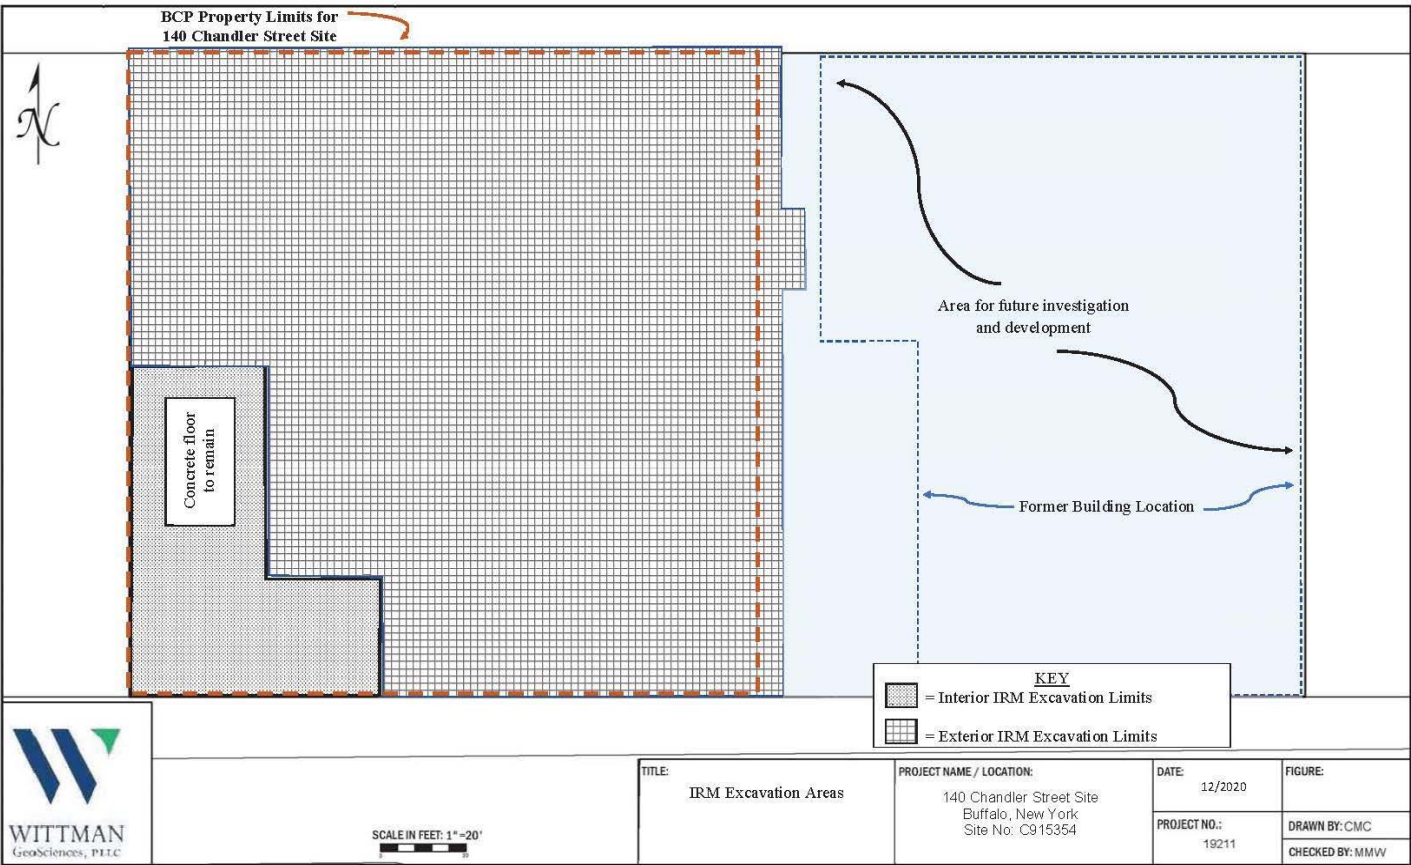 BCP Property Limits for
140 Chandler Street Site
N
Area for future investigation
and development
Concrete floor
to remain
Former Building Location
KEY
= Interior IRM Excavation Limits
= Exterior IRM Excavation Limits
WITTMAN
GeoSciences, PLLC
SCALE IN FEET: 1"=20'
0 20
TITLE:
IRM Excavation Areas
PROJECT NAME / LOCATION:
140 Chandler Street Site
Buffalo, New York
Site No: C915354
DATE:
12/2020
PROJECT NO.:
19211
FIGURE:
DRAWN BY: CMC
CHECKED BY: MMW